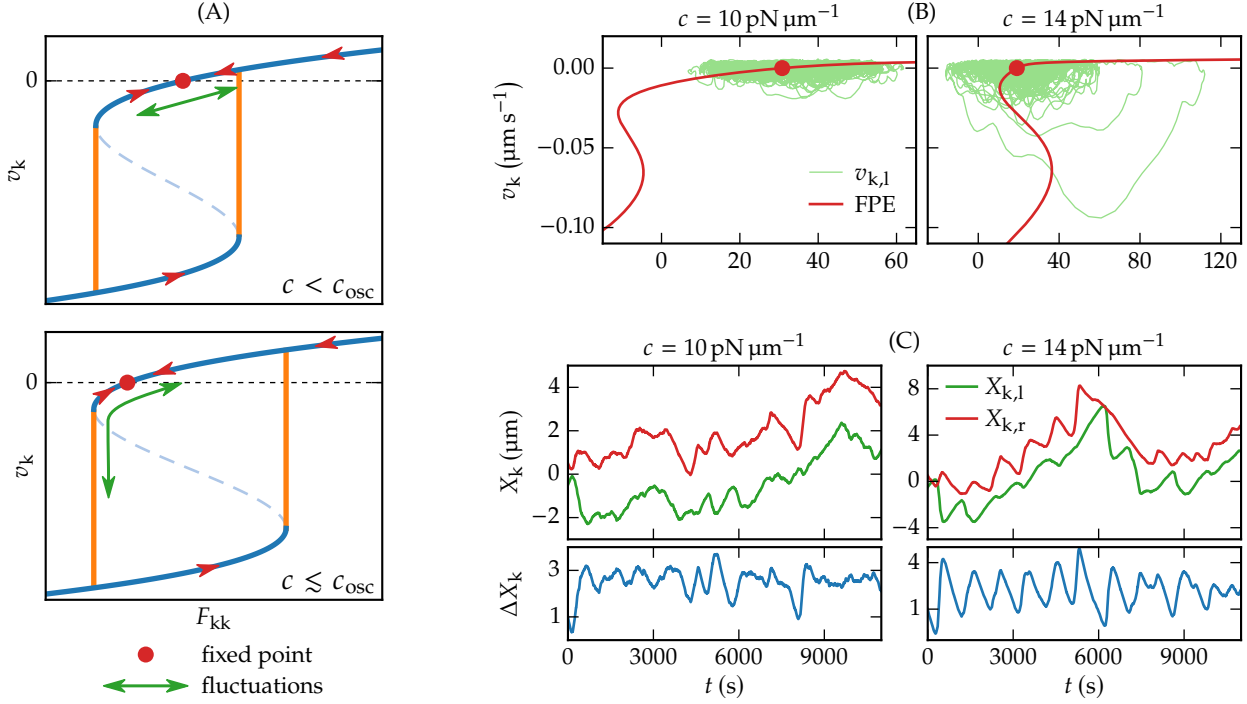 (A)
0
v_k
c < c_osc
0
v_k
c ≲ c_osc
F_kk
fixed point
fluctuations
(B)
c = 10 pN µm⁻¹
c = 14 pN µm⁻¹
v_k (µm s⁻¹)
0.00
−0.05
−0.10
v_k,l
FPE
0 20 40 60
0 40 80 120
(C)
c = 10 pN µm⁻¹
c = 14 pN µm⁻¹
X_k (µm)
4
2
0
−2
8
4
0
−4
X_k,l
X_k,r
ΔX_k
3
1
4
1
0 3000 6000 9000
0 3000 6000 9000
t (s)
t (s)